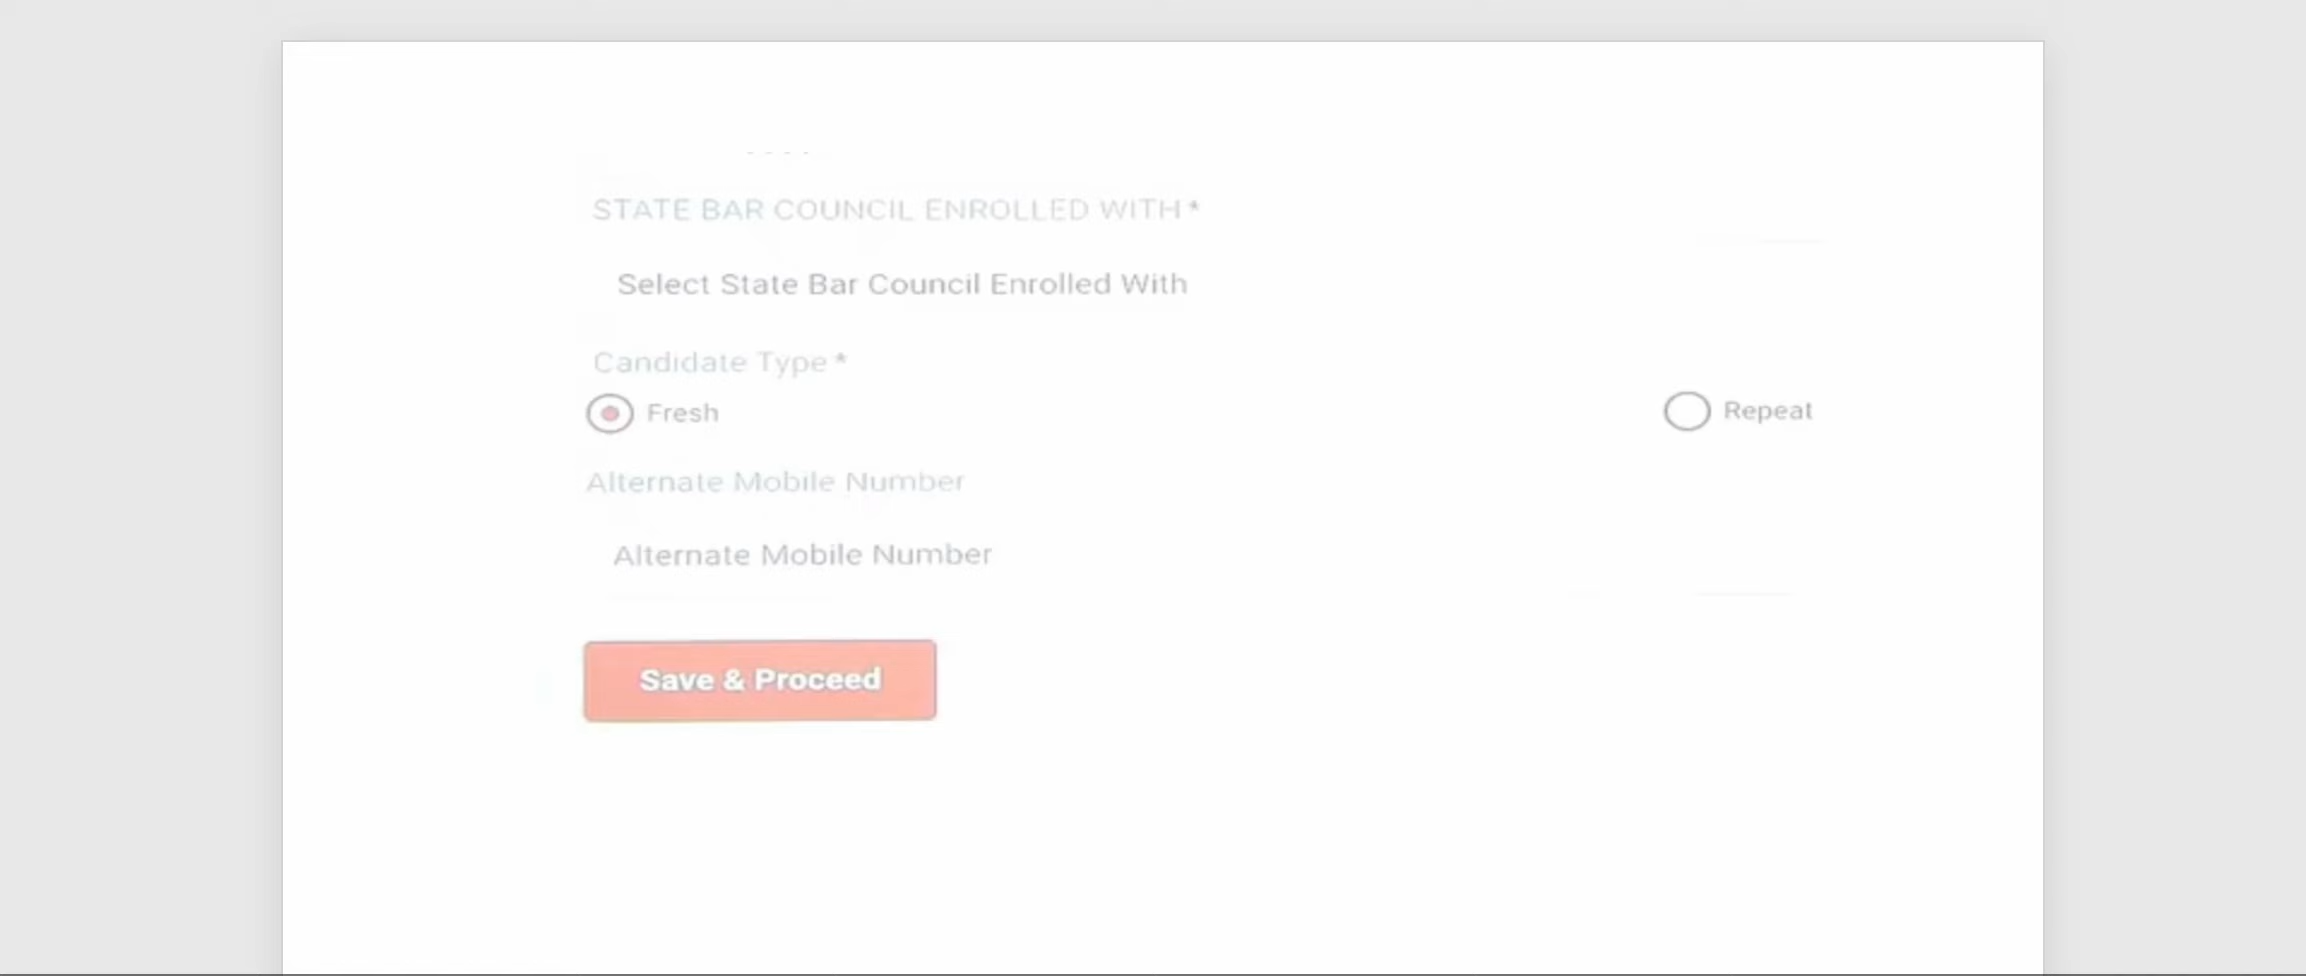 STATE BAR COUNCIL ENROLLED WITH *
Select State Bar Council Enrolled With
Candidate Type *
Fresh
Repeat
Alternate Mobile Number
Alternate Mobile Number
Save & Proceed